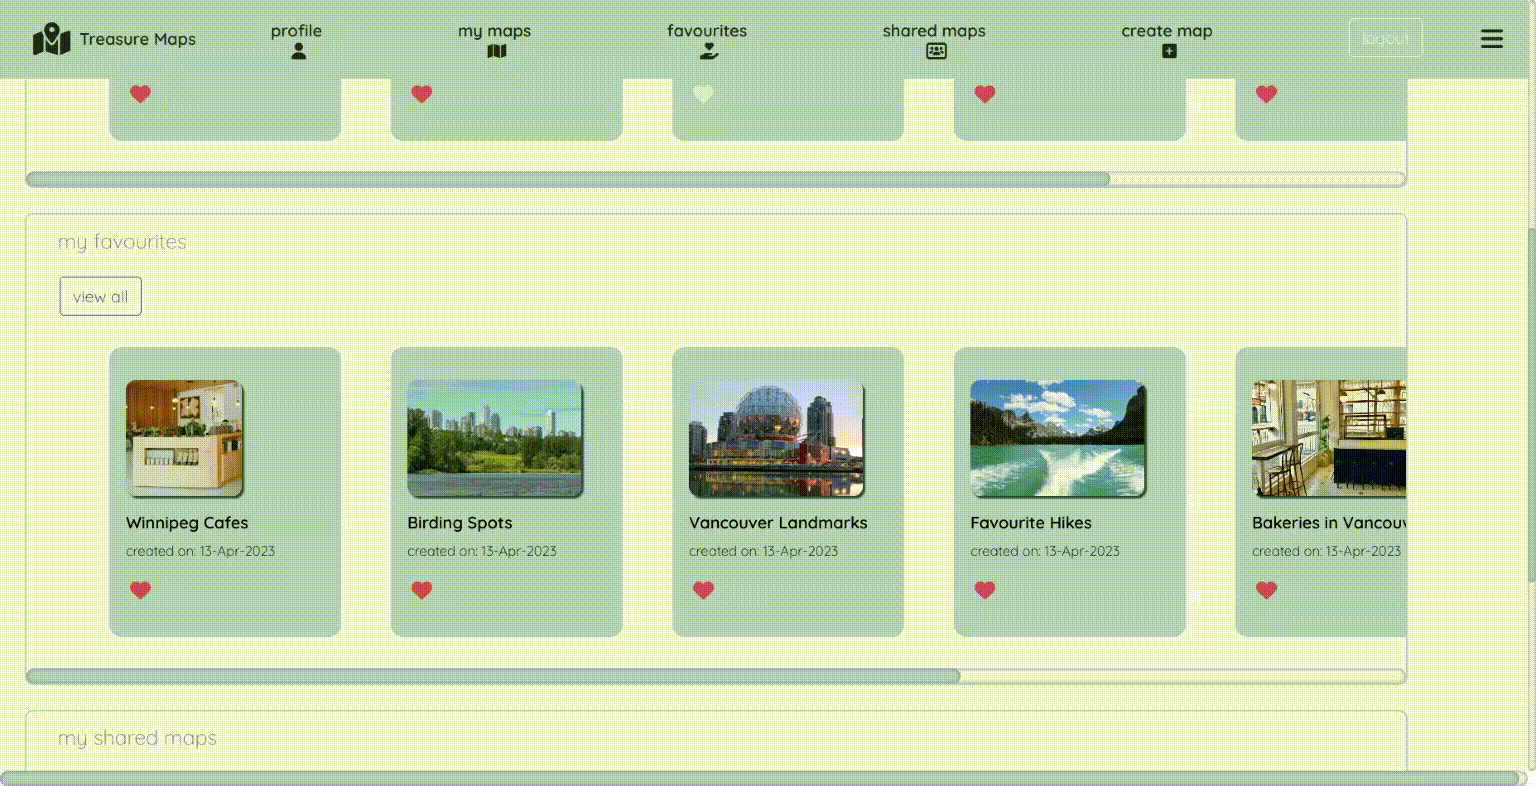 Treasure Maps
profile
my maps
favourites
shared maps
create map
logout
my favourites
view all
Winnipeg Cafes
created on: 13-Apr-2023
Birding Spots
created on: 13-Apr-2023
Vancouver Landmarks
created on: 13-Apr-2023
Favourite Hikes
created on: 13-Apr-2023
Bakeries in Vancouv
created on: 13-Apr-2023
my shared maps